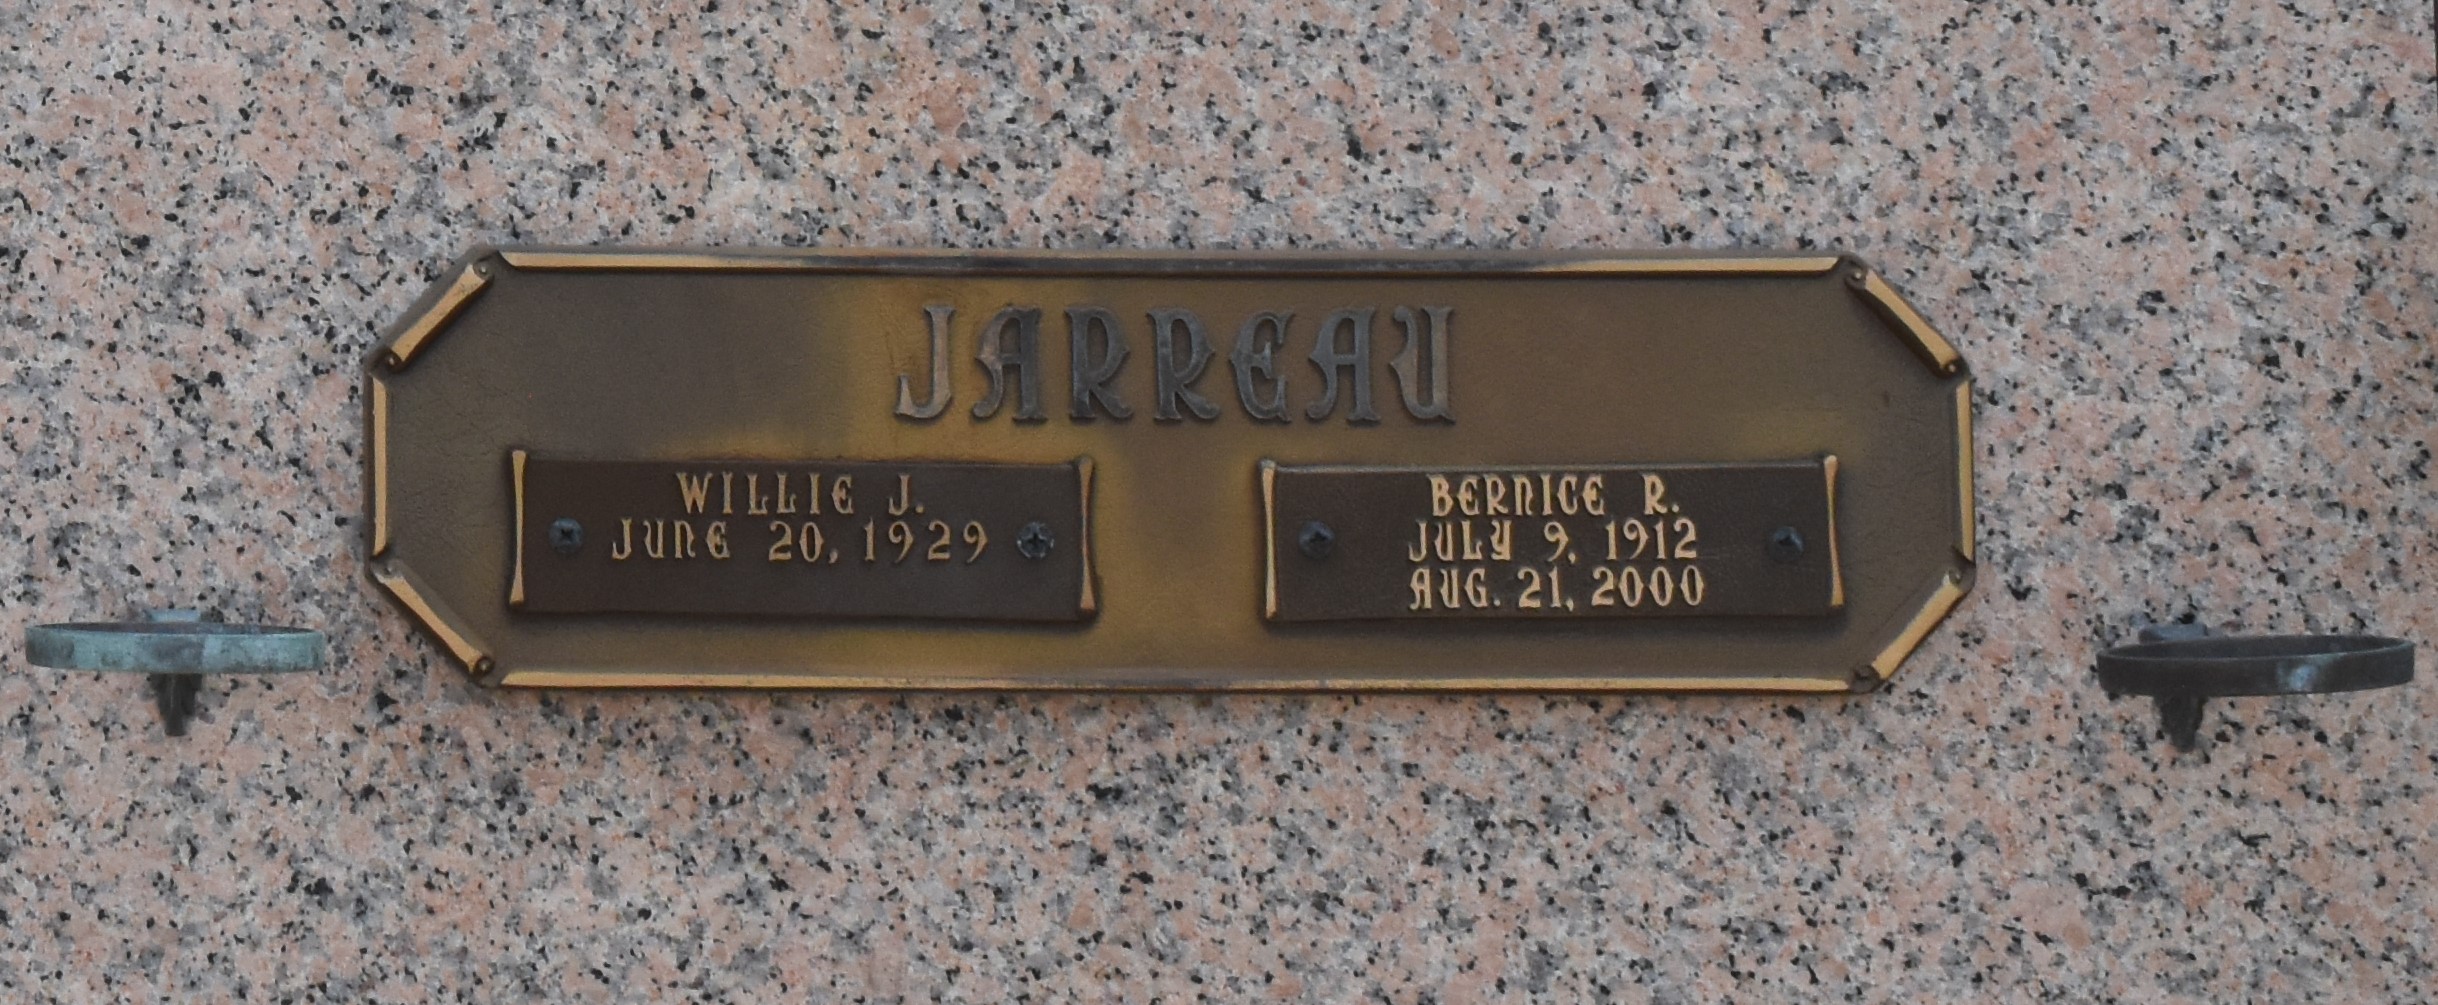 JARREAU
WILLIE J.
JUNE 20, 1929
BERNICE R.
JULY 9, 1912
AUG. 21, 2000